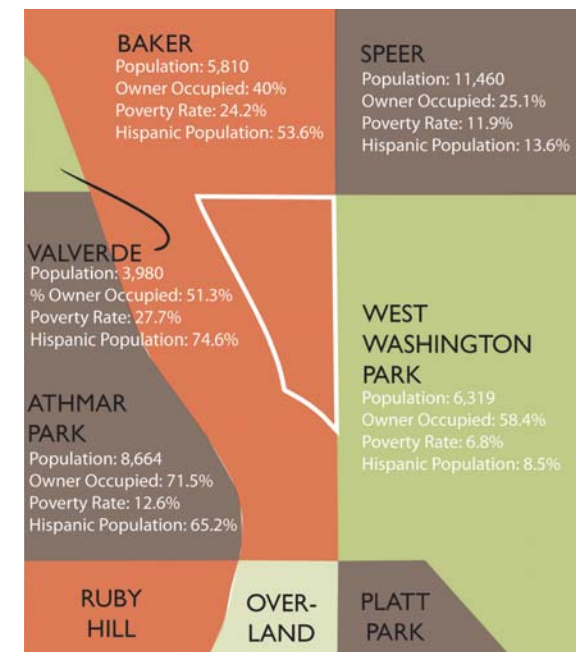 BAKER
Population: 5,810
Owner Occupied: 40%
Poverty Rate: 24.2%
Hispanic Population: 53.6%
SPEER
Population: 11,460
Owner Occupied: 25.1%
Poverty Rate: 11.9%
Hispanic Population: 13.6%
VALVERDE
Population: 3,980
% Owner Occupied: 51.3%
Poverty Rate: 27.7%
Hispanic Population: 74.6%
WEST
WASHINGTON
PARK
Population: 6,319
Owner Occupied: 58.4%
Poverty Rate: 6.8%
Hispanic Population: 8.5%
ATHMAR
PARK
Population: 8,664
Owner Occupied: 71.5%
Poverty Rate: 12.6%
Hispanic Population: 65.2%
RUBY
HILL
OVER-
LAND
PLATT
PARK